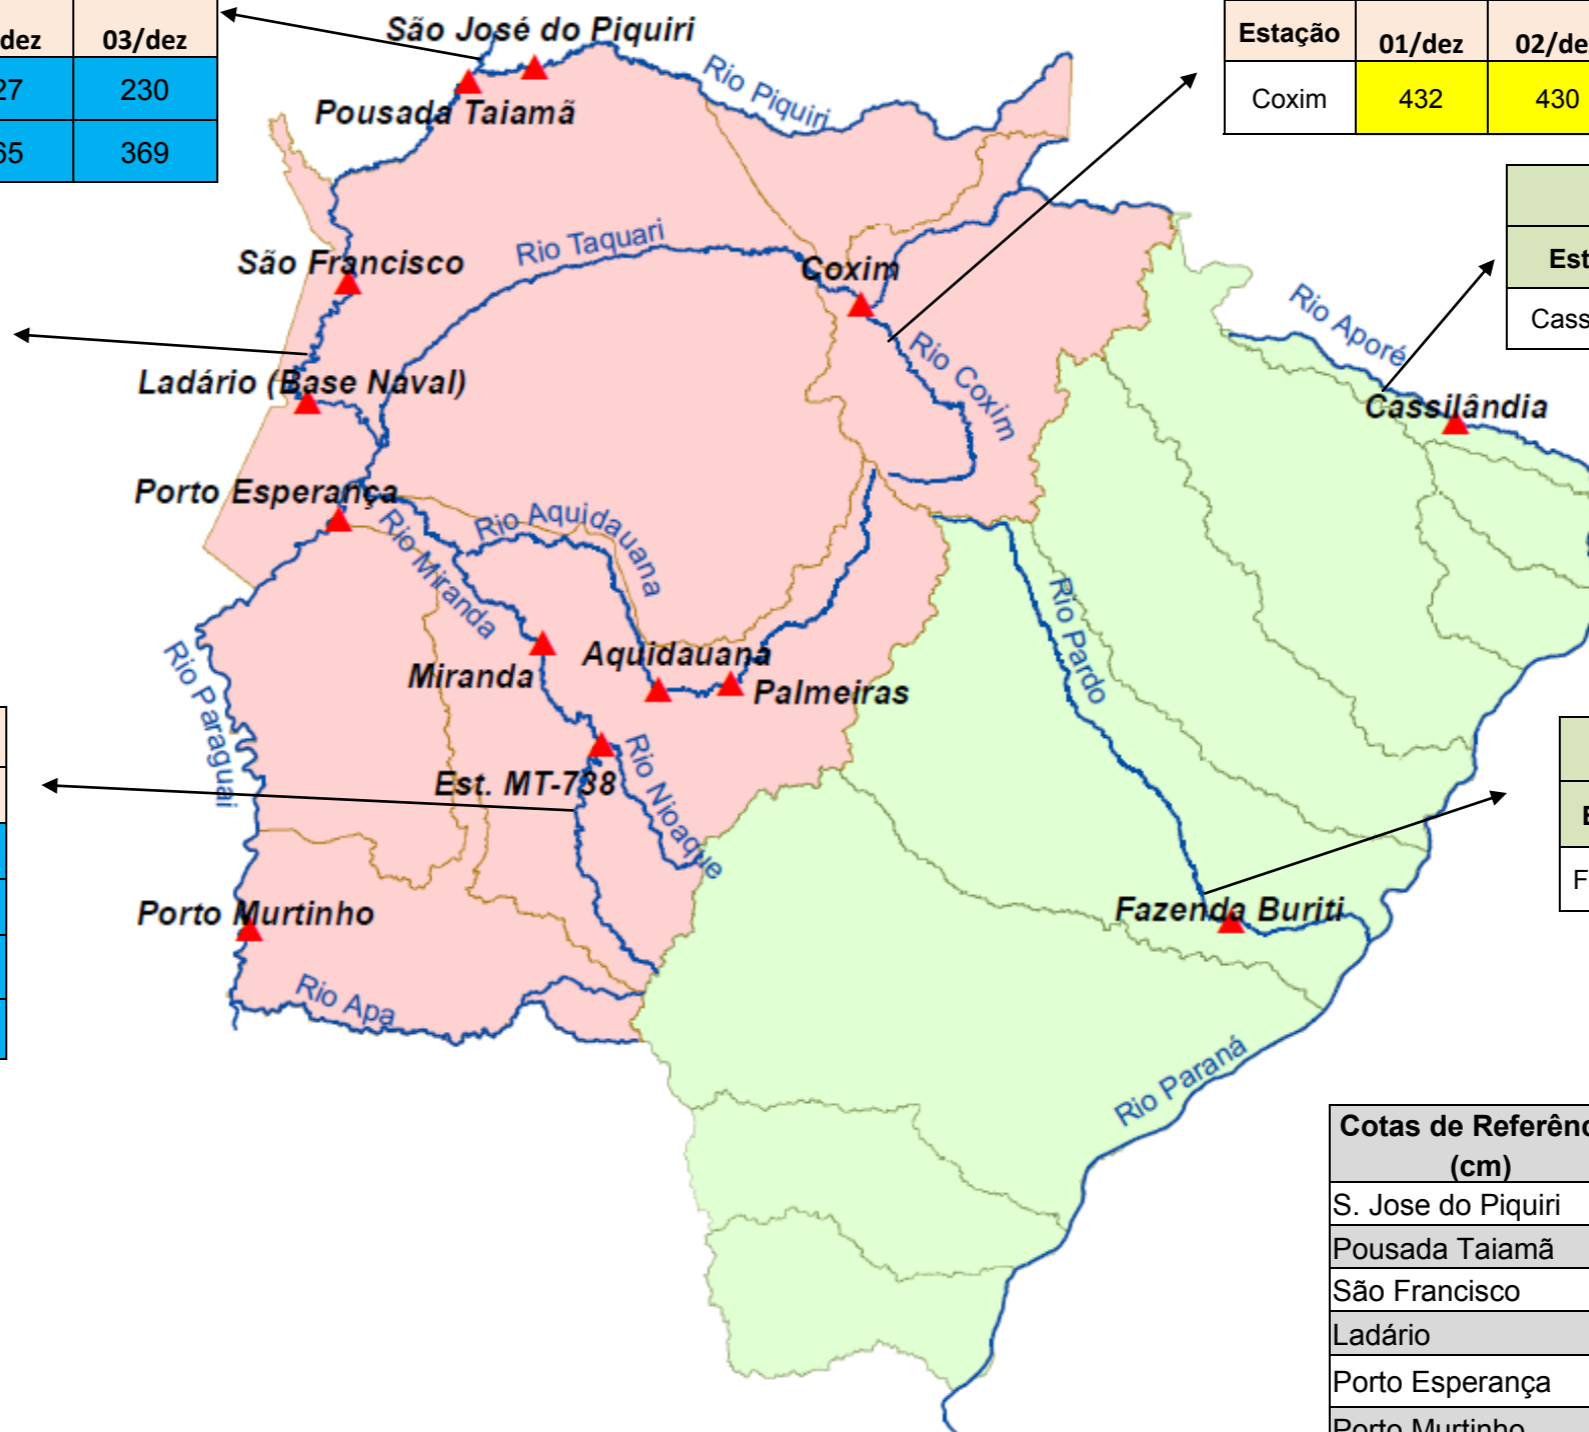 dez 03/dez
27 230
65 369
Estação 01/dez 02/de
Coxim 432 430
São José do Piquiri
Pousada Taiamã
Rio Piquiri
Est
Cass
São Francisco
Rio Taquari
Coxim
Rio Aporé
Ladário (Base Naval)
Rio Coxim
Cassilândia
Porto Esperança
Rio Miranda
Rio Aquidauana
Rio Pardo
Miranda
Aquidauana
Palmeiras
Rio Paraguai
Est. MT-738
Rio Nioaque
E
F
Porto Murtinho
Fazenda Buriti
Rio Apa
Rio Paraná
Cotas de Referênc
(cm)
S. Jose do Piquiri
Pousada Taiamã
São Francisco
Ladário
Porto Esperança
Porto Murtinho